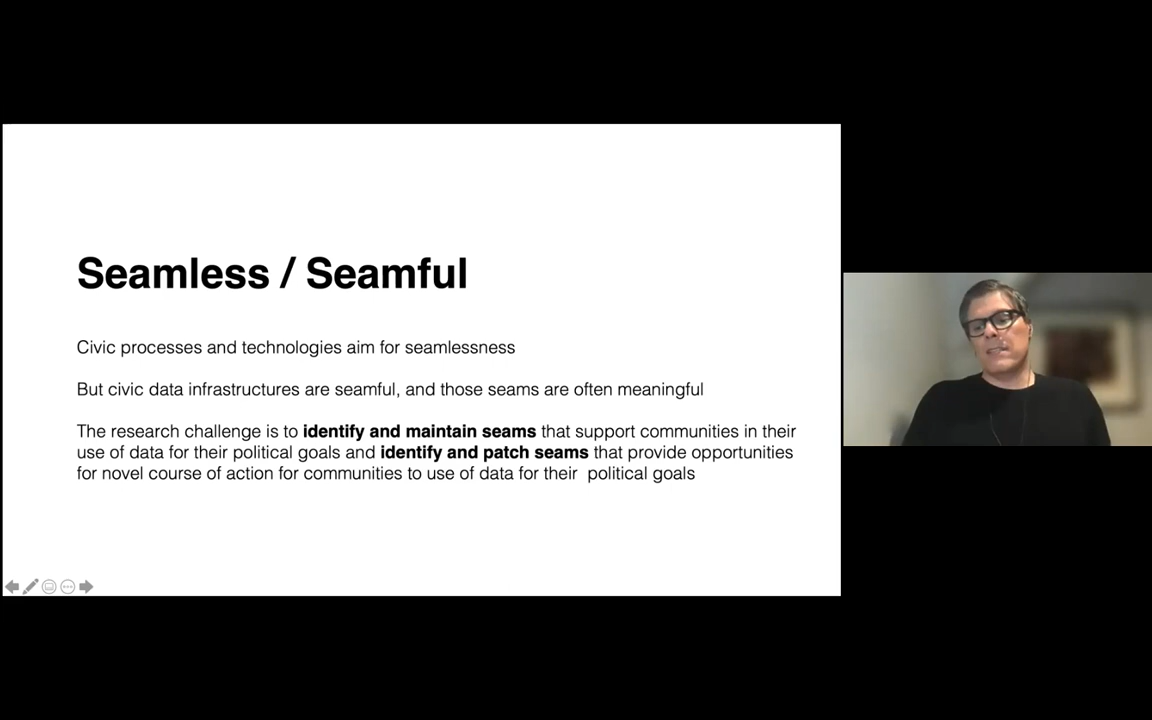 Seamless / Seamful
Civic processes and technologies aim for seamlessness
But civic data infrastructures are seamful, and those seams are often meaningful
The research challenge is to identify and maintain seams that support communities in their
use of data for their political goals and identify and patch seams that provide opportunities
for novel course of action for communities to use of data for their  political goals